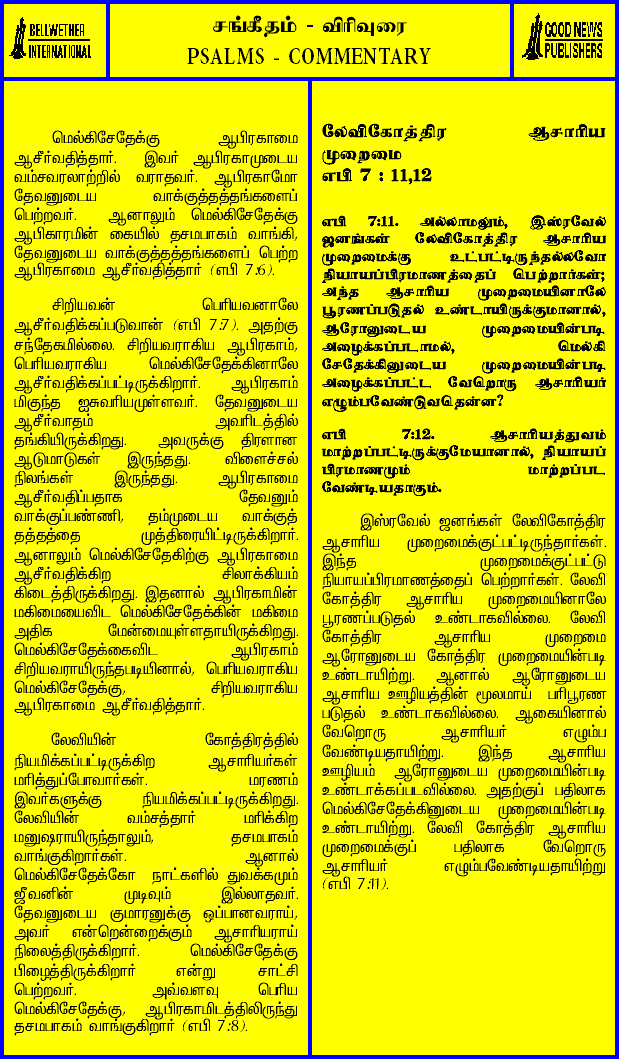 BELLWETHER
INTERNATIONAL
சங்கீதம் - விரிவுரை
PSALMS - COMMENTARY
GOOD NEWS
PUBLISHERS
மெல்கிசேதேக்கு ஆபிரகாமை
ஆசீர்வதித்தார். இவர் ஆபிரகாமுடைய
வம்சவரலாற்றில் வராதவர். ஆபிரகாமோ
தேவனுடைய வாக்குத்தத்தங்களைப்
பெற்றவர். ஆனாலும் மெல்கிசேதேக்கு
ஆபிகாரமின் கையில் தசமபாகம் வாங்கி,
தேவனுடைய வாக்குத்தத்தங்களைப் பெற்ற
ஆபிரகாமை ஆசீர்வதித்தார் (எபி 7:6).
சிறியவன் பெரியவனாலே
ஆசீர்வதிக்கப்படுவான் (எபி 7:7). அதற்கு
சந்தேகமில்லை. சிறியவராகிய ஆபிரகாம்,
பெரியவராகிய மெல்கிசேதேக்கினாலே
ஆசீர்வதிக்கப்பட்டிருக்கிறார். ஆபிரகாம்
மிகுந்த ஐசுவரியமுள்ளவர். தேவனுடைய
ஆசீர்வாதம் அவரிடத்தில்
தங்கியிருக்கிறது. அவருக்கு திரளான
ஆடுமாடுகள் இருந்தது. விளைச்சல்
நிலங்கள் இருந்தது. ஆபிரகாமை
ஆசீர்வதிப்பதாக தேவனும்
வாக்குப்பண்ணி, தம்முடைய வாக்குத்
தத்தத்தை முத்திரையிட்டிருக்கிறார்.
ஆனாலும் மெல்கிசேதேகிற்கு ஆபிரகாமை
ஆசீர்வதிக்கிற சிலாக்கியம்
கிடைத்திருக்கிறது. இதனால் ஆபிரகாமின்
மகிமையைவிட மெல்கிசேதேக்கின் மகிமை
அதிக மேன்மையுள்ளதாயிருக்கிறது.
மெல்கிசேதேக்கைவிட ஆபிரகாம்
சிறியவராயிருந்தபடியினால், பெரியவராகிய
மெல்கிசேதேக்கு, சிறியவராகிய
ஆபிரகாமை ஆசீர்வதித்தார்.
லேவியின் கோத்திரத்தில்
நியமிக்கப்பட்டிருக்கிற ஆசாரியர்கள்
மரித்துப்போவார்கள். மரணம்
இவர்களுக்கு நியமிக்கப்பட்டிருக்கிறது.
லேவியின் வம்சத்தார் மரிக்கிற
மனுஷராயிருந்தாலும், தசமபாகம்
வாங்குகிறார்கள். ஆனால்
மெல்கிசேதேக்கோ நாட்களில் துவக்கமும்
ஜீவனின் முடிவும் இல்லாதவர்.
தேவனுடைய குமாரனுக்கு ஒப்பானவராய்,
அவர் என்றென்றைக்கும் ஆசாரியராய்
நிலைத்திருக்கிறார். மெல்கிசேதேக்கு
பிழைத்திருக்கிறார் என்று சாட்சி
பெற்றவர். அவ்வளவு பெரிய
மெல்கிசேதேக்கு, ஆபிரகாமிடத்திலிருந்து
தசமபாகம் வாங்குகிறார் (எபி 7:8).
லேவிகோத்திர ஆசாரிய
முறைமை
எபி 7 : 11,12
எபி 7:11. அல்லாமலும், இஸ்ரவேல்
ஜனங்கள் லேவிகோத்திர ஆசாரிய
முறைமைக்கு உட்பட்டிருந்தல்லவோ
நியாயப்பிரமாணத்தைப் பெற்றார்கள்;
அந்த ஆசாரிய முறைமையினாலே
பூரணப்படுதல் உண்டாயிருக்குமானால்,
ஆரோனுடைய முறைமையின்படி
அழைக்கப்படாமல், மெல்கி
சேதேக்கினுடைய முறைமையின்படி
அழைக்கப்பட்ட வேறொரு ஆசாரியர்
எழும்பவேண்டுவதென்ன?
எபி 7:12. ஆசாரியத்துவம்
மாற்றப்பட்டிருக்குமேயானால், நியாயப்
பிரமாணமும் மாற்றப்பட
வேண்டியதாகும்.
இஸ்ரவேல் ஜனங்கள் லேவிகோத்திர
ஆசாரிய முறைமைக்குட்பட்டிருந்தார்கள்.
இந்த முறைமைக்குட்பட்டு
நியாயப்பிரமாணத்தைப் பெற்றார்கள். லேவி
கோத்திர ஆசாரிய முறைமையினாலே
பூரணப்படுதல் உண்டாகவில்லை. லேவி
கோத்திர ஆசாரிய முறைமை
ஆரோனுடைய கோத்திர முறைமையின்படி
உண்டாயிற்று. ஆனால் ஆரோனுடைய
ஆசாரிய ஊழியத்தின் மூலமாய் பரிபூரண
படுதல் உண்டாகவில்லை. ஆகையினால்
வேறொரு ஆசாரியர் எழும்ப
வேண்டியதாயிற்று. இந்த ஆசாரிய
ஊழியம் ஆரோனுடைய முறைமையின்படி
உண்டாக்கப்படவில்லை. அதற்குப் பதிலாக
மெல்கிசேதேக்கினுடைய முறைமையின்படி
உண்டாயிற்று. லேவி கோத்திர ஆசாரிய
முறைமைக்குப் பதிலாக வேறொரு
ஆசாரியர் எழும்பவேண்டியதாயிற்று
(எபி 7:11).